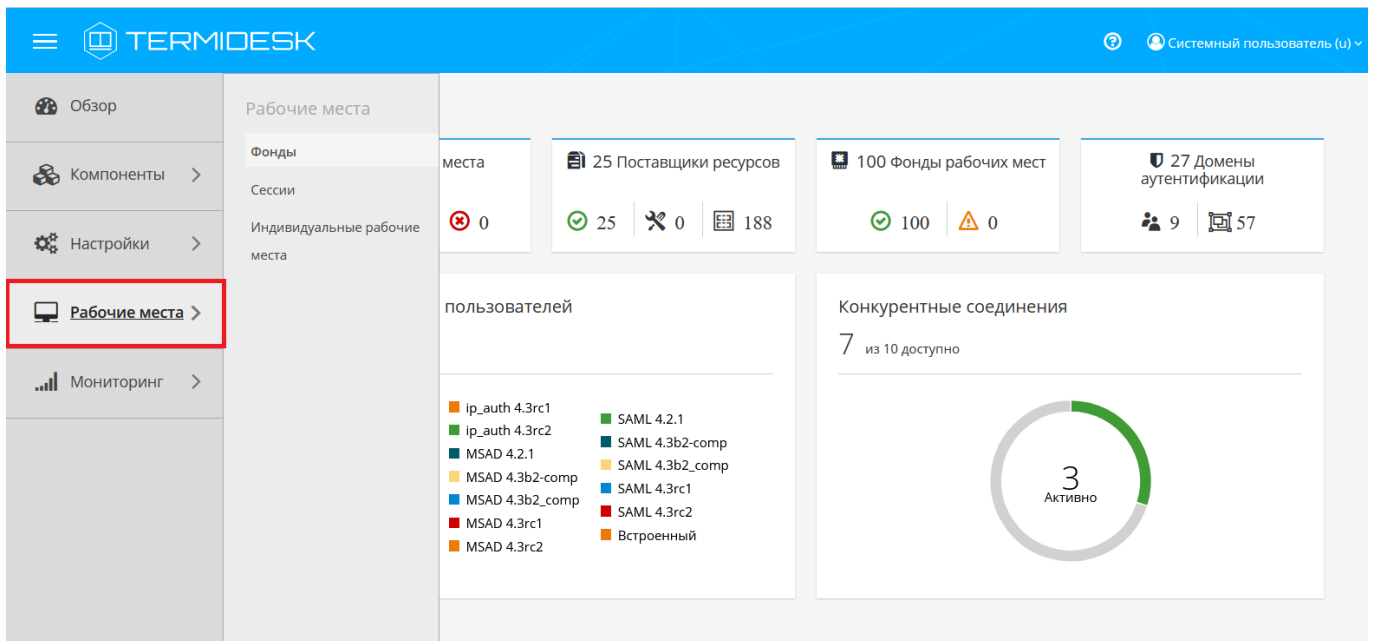 TERMIDESK
Системный пользователь (u)
Обзор
Компоненты
Настройки
Рабочие места
Мониторинг
Рабочие места
Фонды
Сессии
Индивидуальные рабочие
места
места
0
25 Поставщики ресурсов
25 0 188
100 Фонды рабочих мест
100 0
27 Домены
аутентификации
9 57
пользователей
ip_auth 4.3rc1
ip_auth 4.3rc2
MSAD 4.2.1
MSAD 4.3b2-comp
MSAD 4.3b2_comp
MSAD 4.3rc1
MSAD 4.3rc2
SAML 4.2.1
SAML 4.3b2-comp
SAML 4.3b2_comp
SAML 4.3rc1
SAML 4.3rc2
Встроенный
Конкурентные соединения
7 из 10 доступно
3
Активно